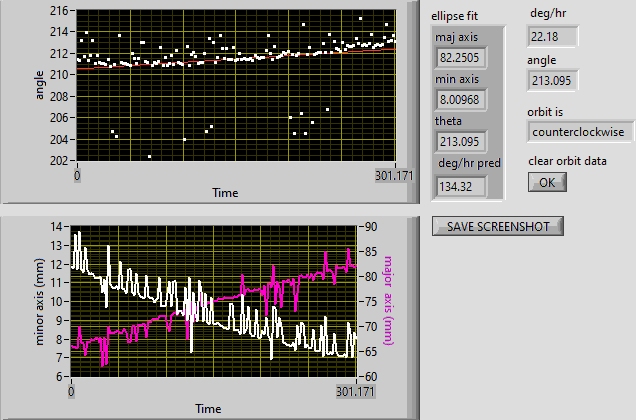 216
214
212
210
208
206
204
202
angle
0
301.171
Time
ellipse fit
maj axis
82.2505
min axis
8.00968
theta
213.095
deg/hr pred
134.32
deg/hr
22.18
angle
213.095
orbit is
counterclockwise
clear orbit data
OK
SAVE SCREENSHOT
14
13
12
11
10
9
8
7
6
minor axis (mm)
90
85
80
75
70
65
60
major axis (mm)
0
301.171
Time